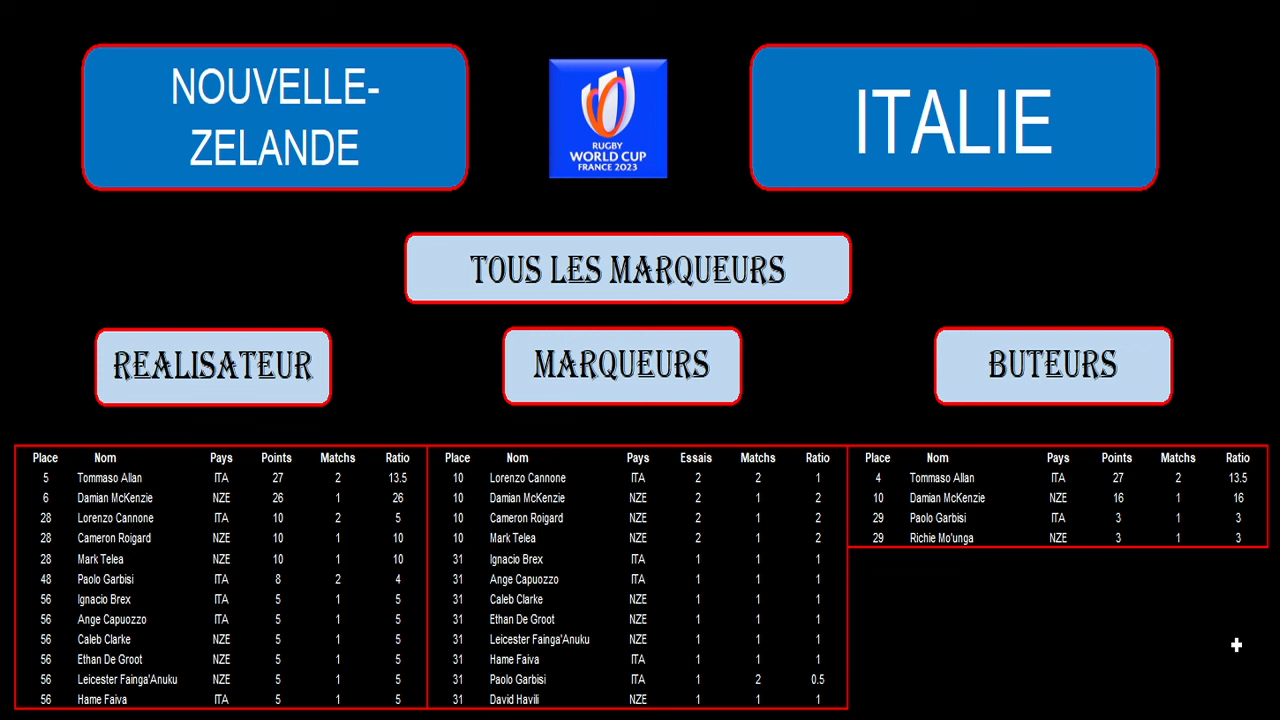 NOUVELLE-
ZELANDE
RUGBY
WORLD CUP
FRANCE 2023
ITALIE
TOUS LES MARQUEURS
REALISATEUR
MARQUEURS
BUTEURS
Place Nom Pays Points Matchs Ratio
5 Tommaso Allan ITA 27 2 13.5
6 Damian McKenzie NZE 26 1 26
28 Lorenzo Cannone ITA 10 2 5
28 Cameron Roigard NZE 10 1 10
28 Mark Telea NZE 10 1 10
48 Paolo Garbisi ITA 8 2 4
56 Ignacio Brex ITA 5 1 5
56 Ange Capuozzo ITA 5 1 5
56 Caleb Clarke NZE 5 1 5
56 Ethan De Groot NZE 5 1 5
56 Leicester Fainga'Anuku NZE 5 1 5
56 Hame Faiva ITA 5 1 5
Place Nom Pays Essais Matchs Ratio
10 Lorenzo Cannone ITA 2 2 1
10 Damian McKenzie NZE 2 1 2
10 Cameron Roigard NZE 2 1 2
10 Mark Telea NZE 2 1 2
31 Ignacio Brex ITA 1 1 1
31 Ange Capuozzo ITA 1 1 1
31 Caleb Clarke NZE 1 1 1
31 Ethan De Groot NZE 1 1 1
31 Leicester Fainga'Anuku NZE 1 1 1
31 Hame Faiva ITA 1 1 1
31 Paolo Garbisi ITA 1 2 0.5
31 David Havili NZE 1 1 1
Place Nom Pays Points Matchs Ratio
4 Tommaso Allan ITA 27 2 13.5
10 Damian McKenzie NZE 16 1 16
29 Paolo Garbisi ITA 3 1 3
29 Richie Mo'unga NZE 3 1 3